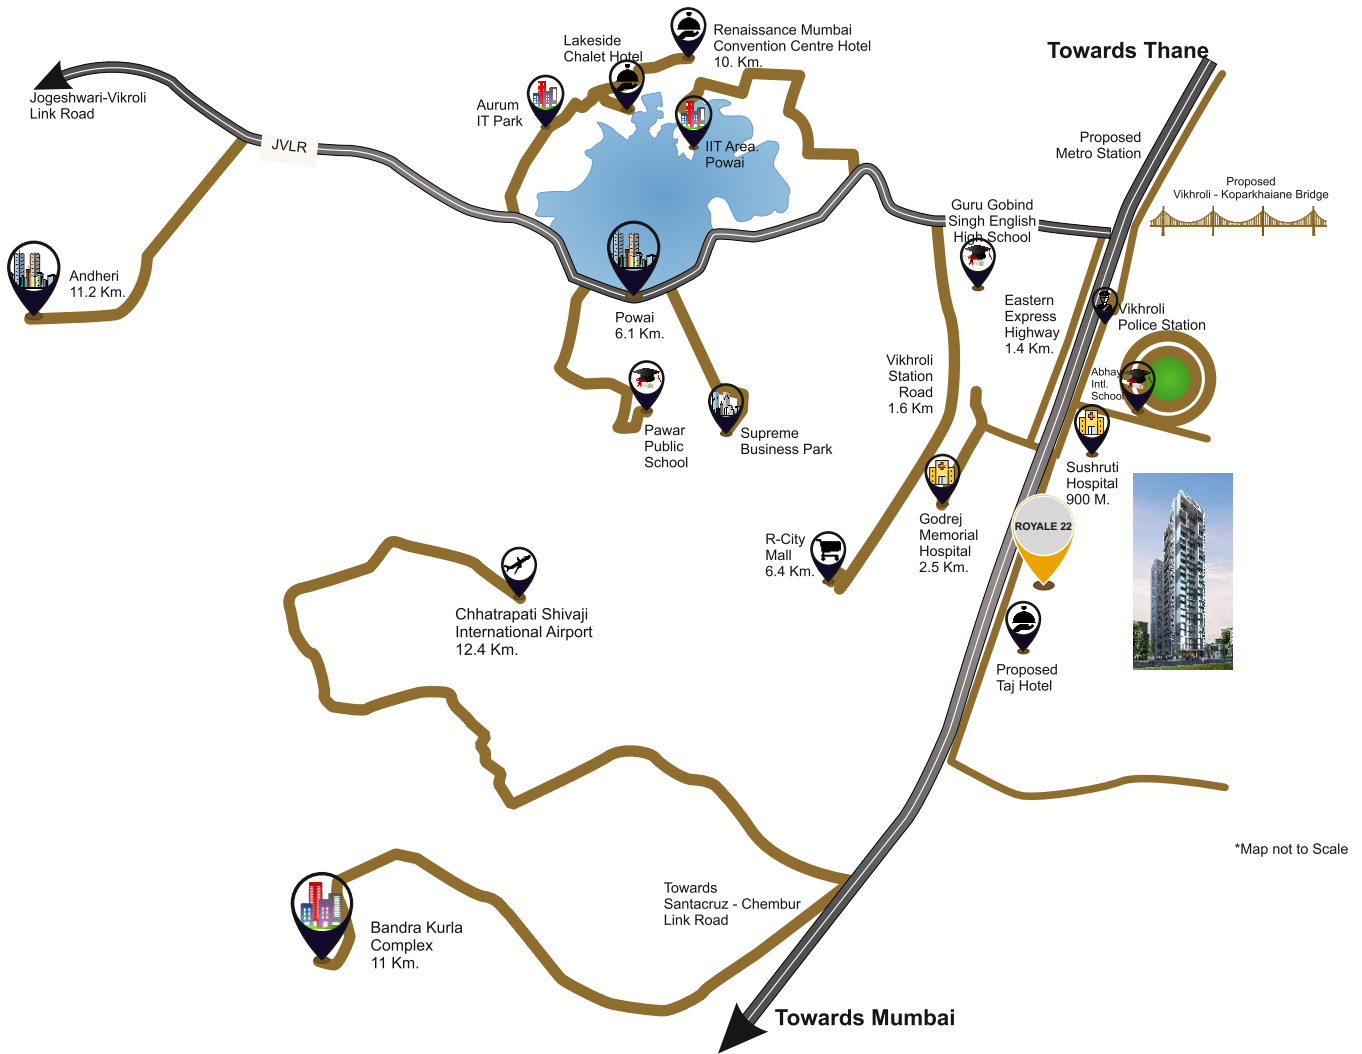 Renaissance Mumbai
Convention Centre Hotel
10. Km.
Lakeside
Chalet Hotel
Towards Thane
Jogeshwari-Vikroli
Link Road
Aurum
IT Park
JVLR
IIT Area.
Powai
Proposed
Metro Station
Proposed
Vikhroli - Koparkhaiane Bridge
Guru Gobind
Singh English
High School
Andheri
11.2 Km.
Powai
6.1 Km.
Eastern
Express
Highway
1.4 Km.
Vikhroli
Police Station
Vikhroli
Station
Road
1.6 Km
Abhay
Intl.
School
Pawar
Public
School
Supreme
Business Park
Sushruti
Hospital
900 M.
Godrej
Memorial
Hospital
2.5 Km.
ROYALE 22
R-City
Mall
6.4 Km.
Chhatrapati Shivaji
International Airport
12.4 Km.
Proposed
Taj Hotel
*Map not to Scale
Towards
Santacruz - Chembur
Link Road
Bandra Kurla
Complex
11 Km.
Towards Mumbai